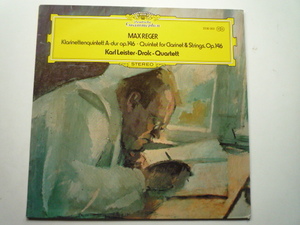 MAX REGER
Klarinettenquintett A-dur op.146 · Quintet for Clarinet & Strings, Op.146
Karl Leister · Drolc-Quartett
STEREO